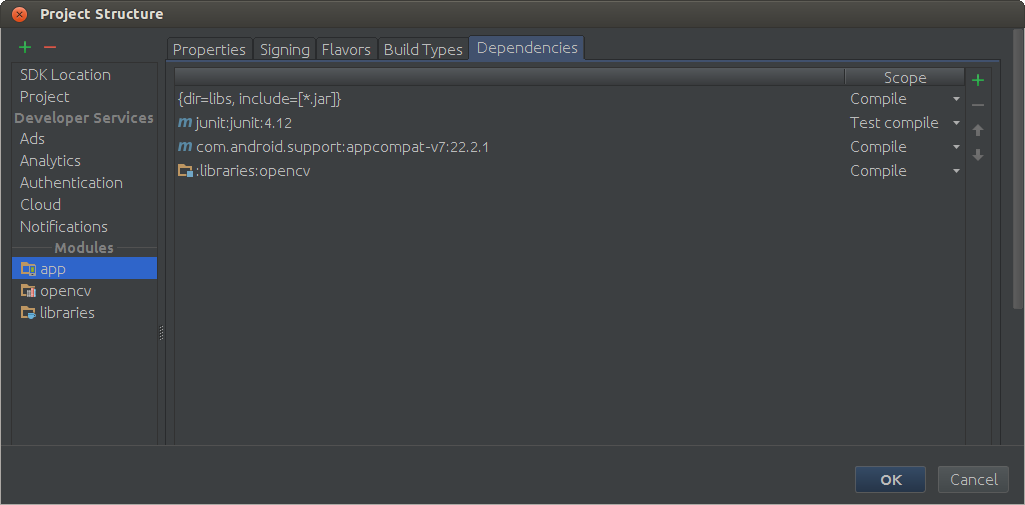 Project Structure
Properties Signing Flavors Build Types Dependencies
SDK Location
Project
Developer Services
Ads
Analytics
Authentication
Cloud
Notifications
Modules
app
opencv
libraries
Scope
{dir=libs, include=[*.jar]} Compile
m junit:junit:4.12 Test compile
m com.android.support:appcompat-v7:22.2.1 Compile
:libraries:opencv Compile
OK Cancel